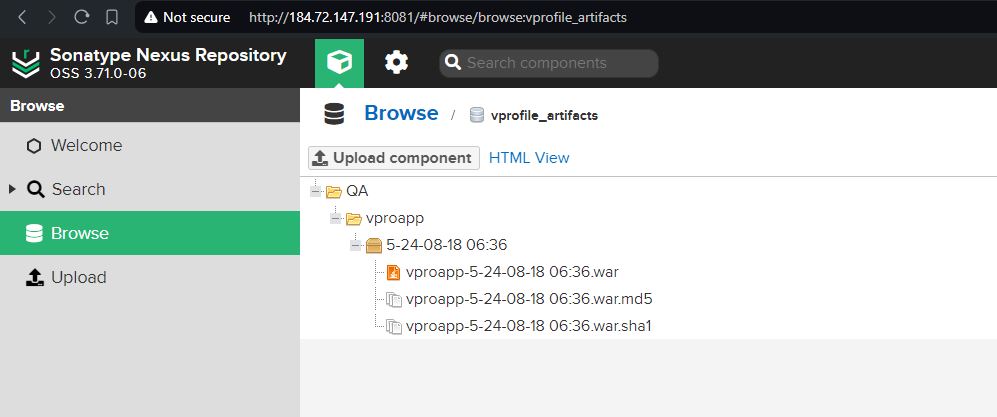 Not secure http://184.72.147.191:8081/#browse/browse:vprofile_artifacts
Sonatype Nexus Repository
OSS 3.71.0-06
Search components
Browse
Browse / vprofile_artifacts
Welcome
Upload component HTML View
Search
QA
vproapp
Browse
5-24-08-18 06:36
vproapp-5-24-08-18 06:36.war
Upload
vproapp-5-24-08-18 06:36.war.md5
vproapp-5-24-08-18 06:36.war.sha1